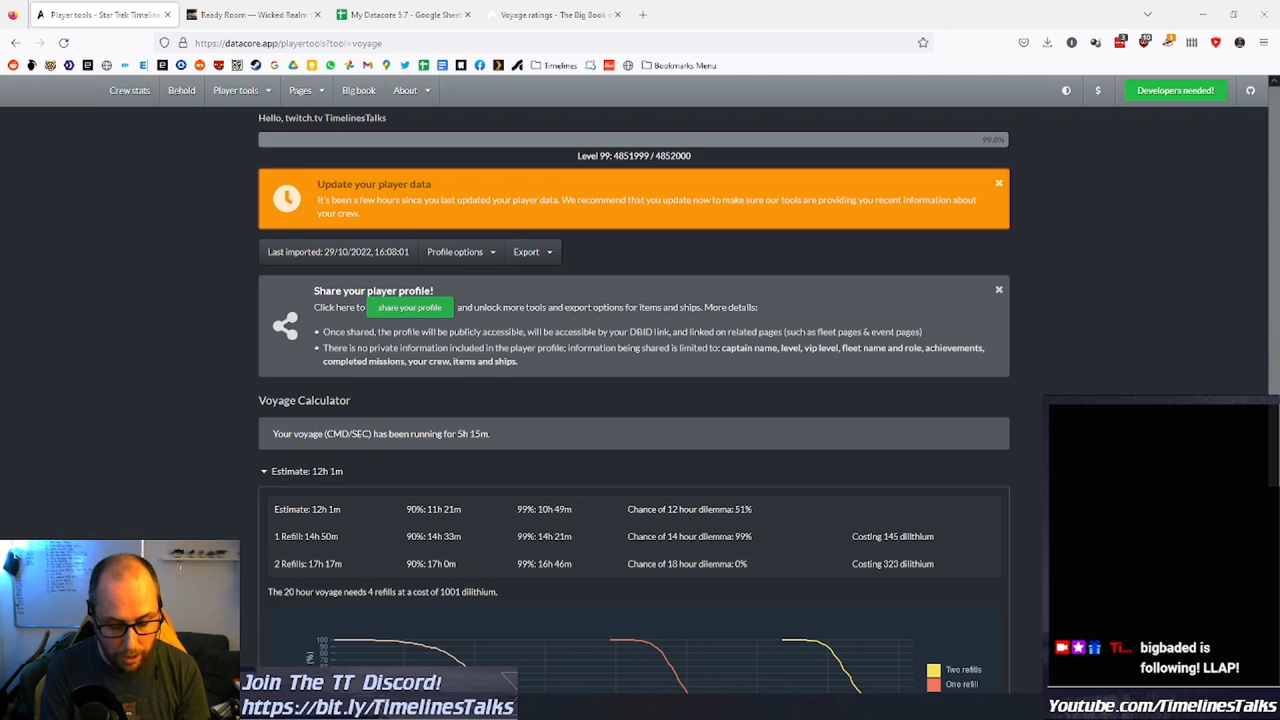 Player tools - Star Trek Timeline
Ready Room — Wicked Realm
My Datacore 5.7 - Google Sheet
Voyage ratings - The Big Book o
https://datacore.app/playertools?tool=voyage
Timelines
Bookmarks Menu
Crew stats
Behold
Player tools
Pages
Big book
About
$
Developers needed!
Hello, twitch.tv TimelinesTalks
99.8%
Level 99: 4851999 / 4852000
Update your player data
It's been a few hours since you last updated your player data. We recommend that you update now to make sure our tools are providing you recent information about
your crew.
Last imported: 29/10/2022, 16:08:01
Profile options
Export
Share your player profile!
Click here to share your profile and unlock more tools and export options for items and ships. More details:
• Once shared, the profile will be publicly accessible, will be accessible by your DBID link, and linked on related pages (such as fleet pages & event pages)
• There is no private information included in the player profile; information being shared is limited to: captain name, level, vip level, fleet name and role, achievements,
completed missions, your crew, items and ships.
Voyage Calculator
Your voyage (CMD/SEC) has been running for 5h 15m.
Estimate: 12h 1m
Estimate: 12h 1m 90%: 11h 21m 99%: 10h 49m Chance of 12 hour dilemma: 51%
1 Refill: 14h 50m 90%: 14h 33m 99%: 14h 21m Chance of 14 hour dilemma: 99% Costing 145 dilithium
2 Refills: 17h 17m 90%: 17h 0m 99%: 16h 46m Chance of 18 hour dilemma: 0% Costing 323 dilithium
The 20 hour voyage needs 4 refills at a cost of 1001 dilithium.
100
90
80
70
(%)
Two refills
One refill
Join The TT Discord!
https://bit.ly/TimelinesTalks
Ti... bigbaded is
following! LLAP!
Youtube.com/TimelinesTalks